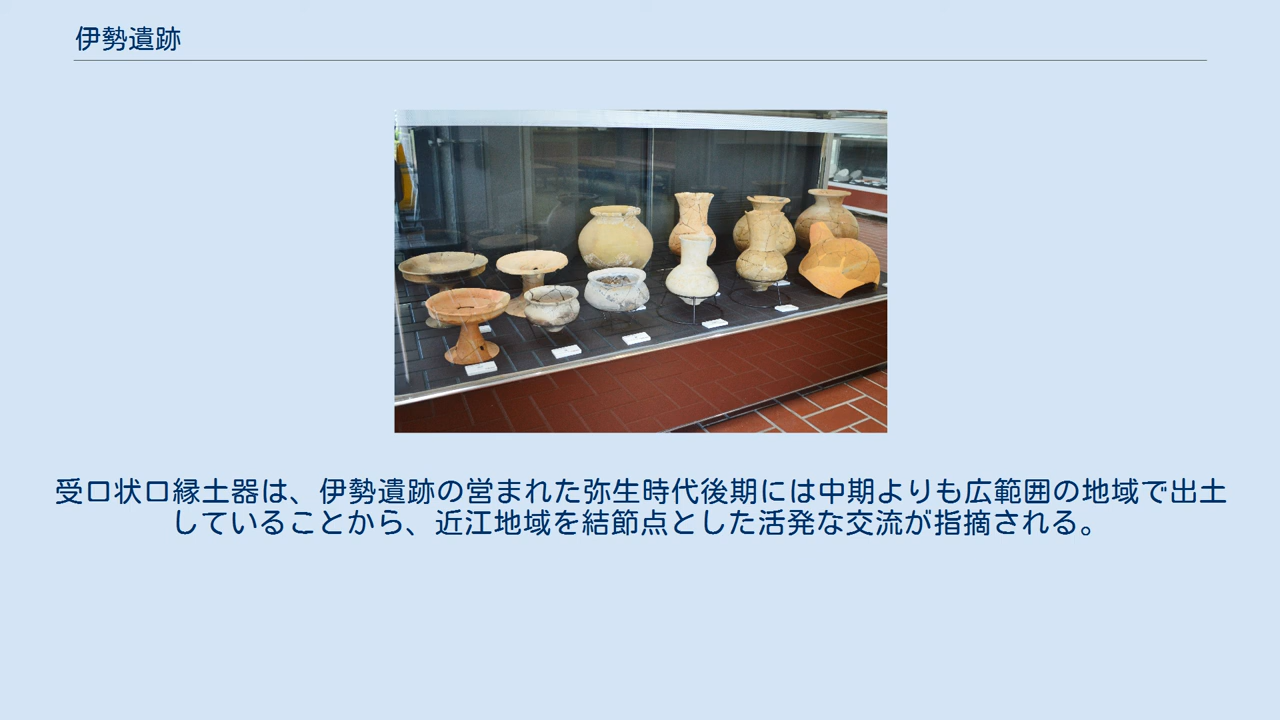 伊勢遺跡
受口状口縁土器は、伊勢遺跡の営まれた弥生時代後期には中期よりも広範囲の地域で出土
していることから、近江地域を結節点とした活発な交流が指摘される。